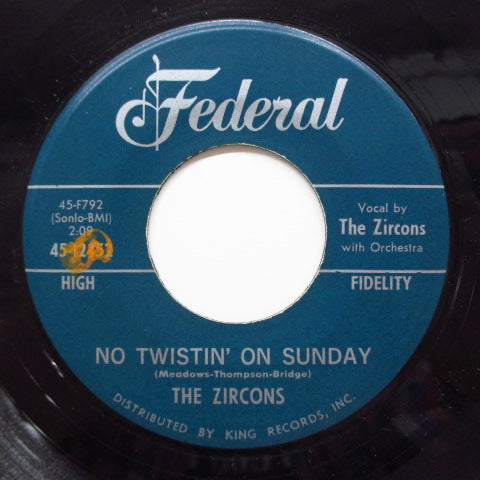 Federal
45-F792
(Sonlo-BMI)
2:09
Vocal by
The Zircons
with Orchestra
HIGH
FIDELITY
NO TWISTIN' ON SUNDAY
(Meadows-Thompson-Bridge)
THE ZIRCONS
DISTRIBUTED BY KING RECORDS, INC.